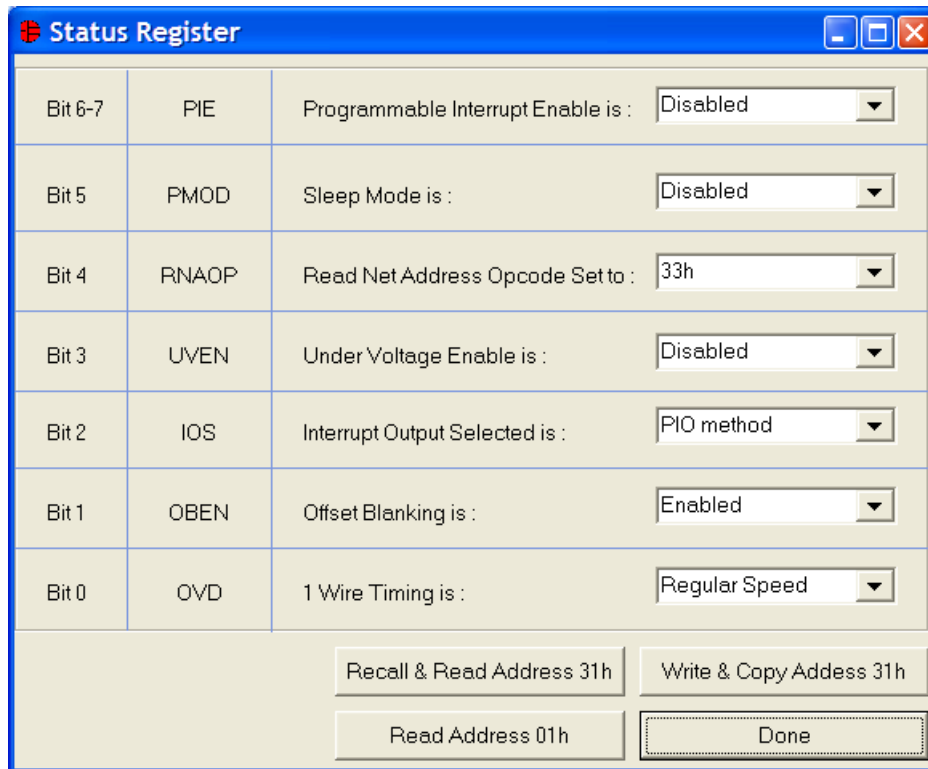 Status Register
Bit 6-7 PIE Programmable Interrupt Enable is : Disabled
Bit 5 PMOD Sleep Mode is : Disabled
Bit 4 RNAOP Read Net Address Opcode Set to : 33h
Bit 3 UVEN Under Voltage Enable is : Disabled
Bit 2 IOS Interrupt Output Selected is : PIO method
Bit 1 OBEN Offset Blanking is : Enabled
Bit 0 OVD 1 Wire Timing is : Regular Speed
Recall & Read Address 31h Write & Copy Addess 31h
Read Address 01h Done